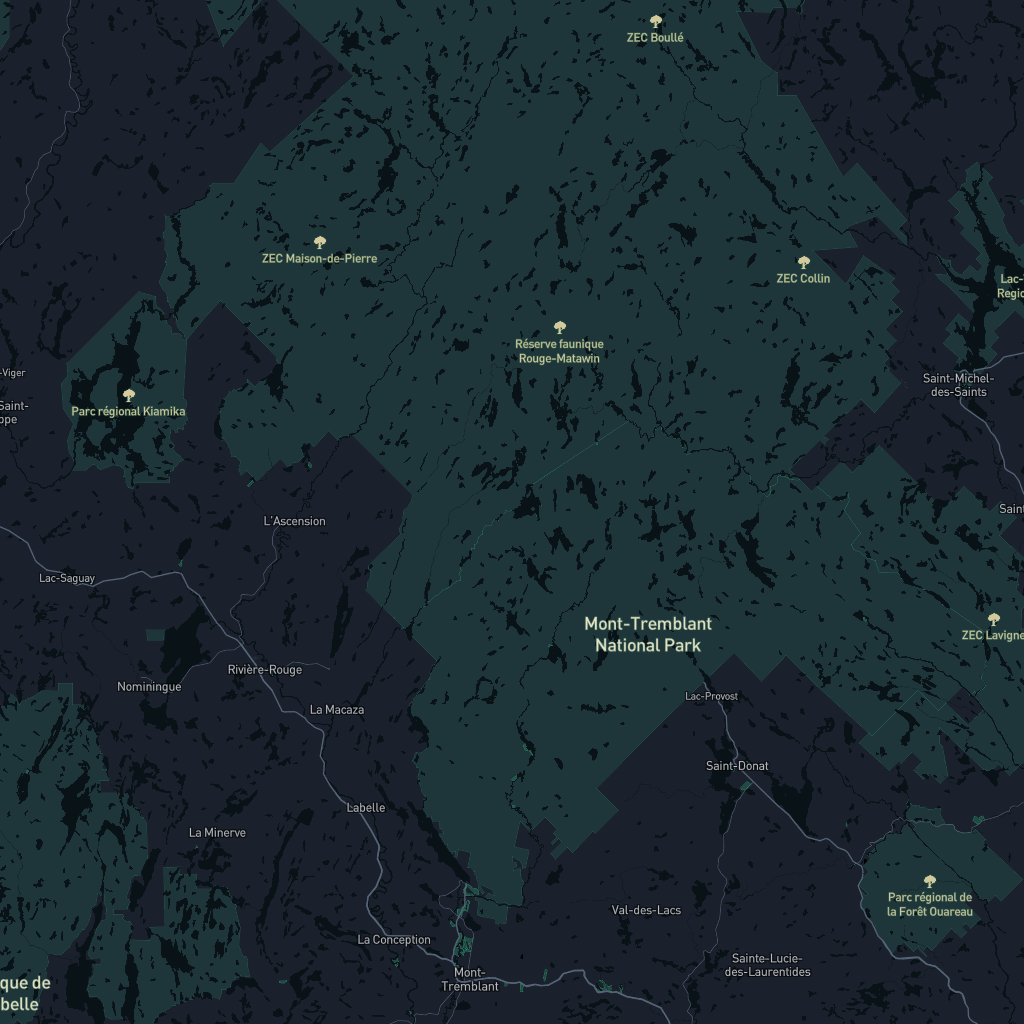 ZEC Boullé
ZEC Maison-de-Pierre
ZEC Collin
Lac-
Regio
Réserve faunique
Rouge-Matawin
-Viger
Saint-Michel-
des-Saints
Parc régional Kiamika
Saint-
ppe
Saint
L'Ascension
Lac-Saguay
Mont-Tremblant
National Park
ZEC Lavigne
Rivière-Rouge
Nominingue
Lac-Provost
La Macaza
Saint-Donat
Labelle
La Minerve
Parc régional de
la Forêt Ouareau
Val-des-Lacs
La Conception
Sainte-Lucie-
des-Laurentides
Mont-
Tremblant
que de
belle